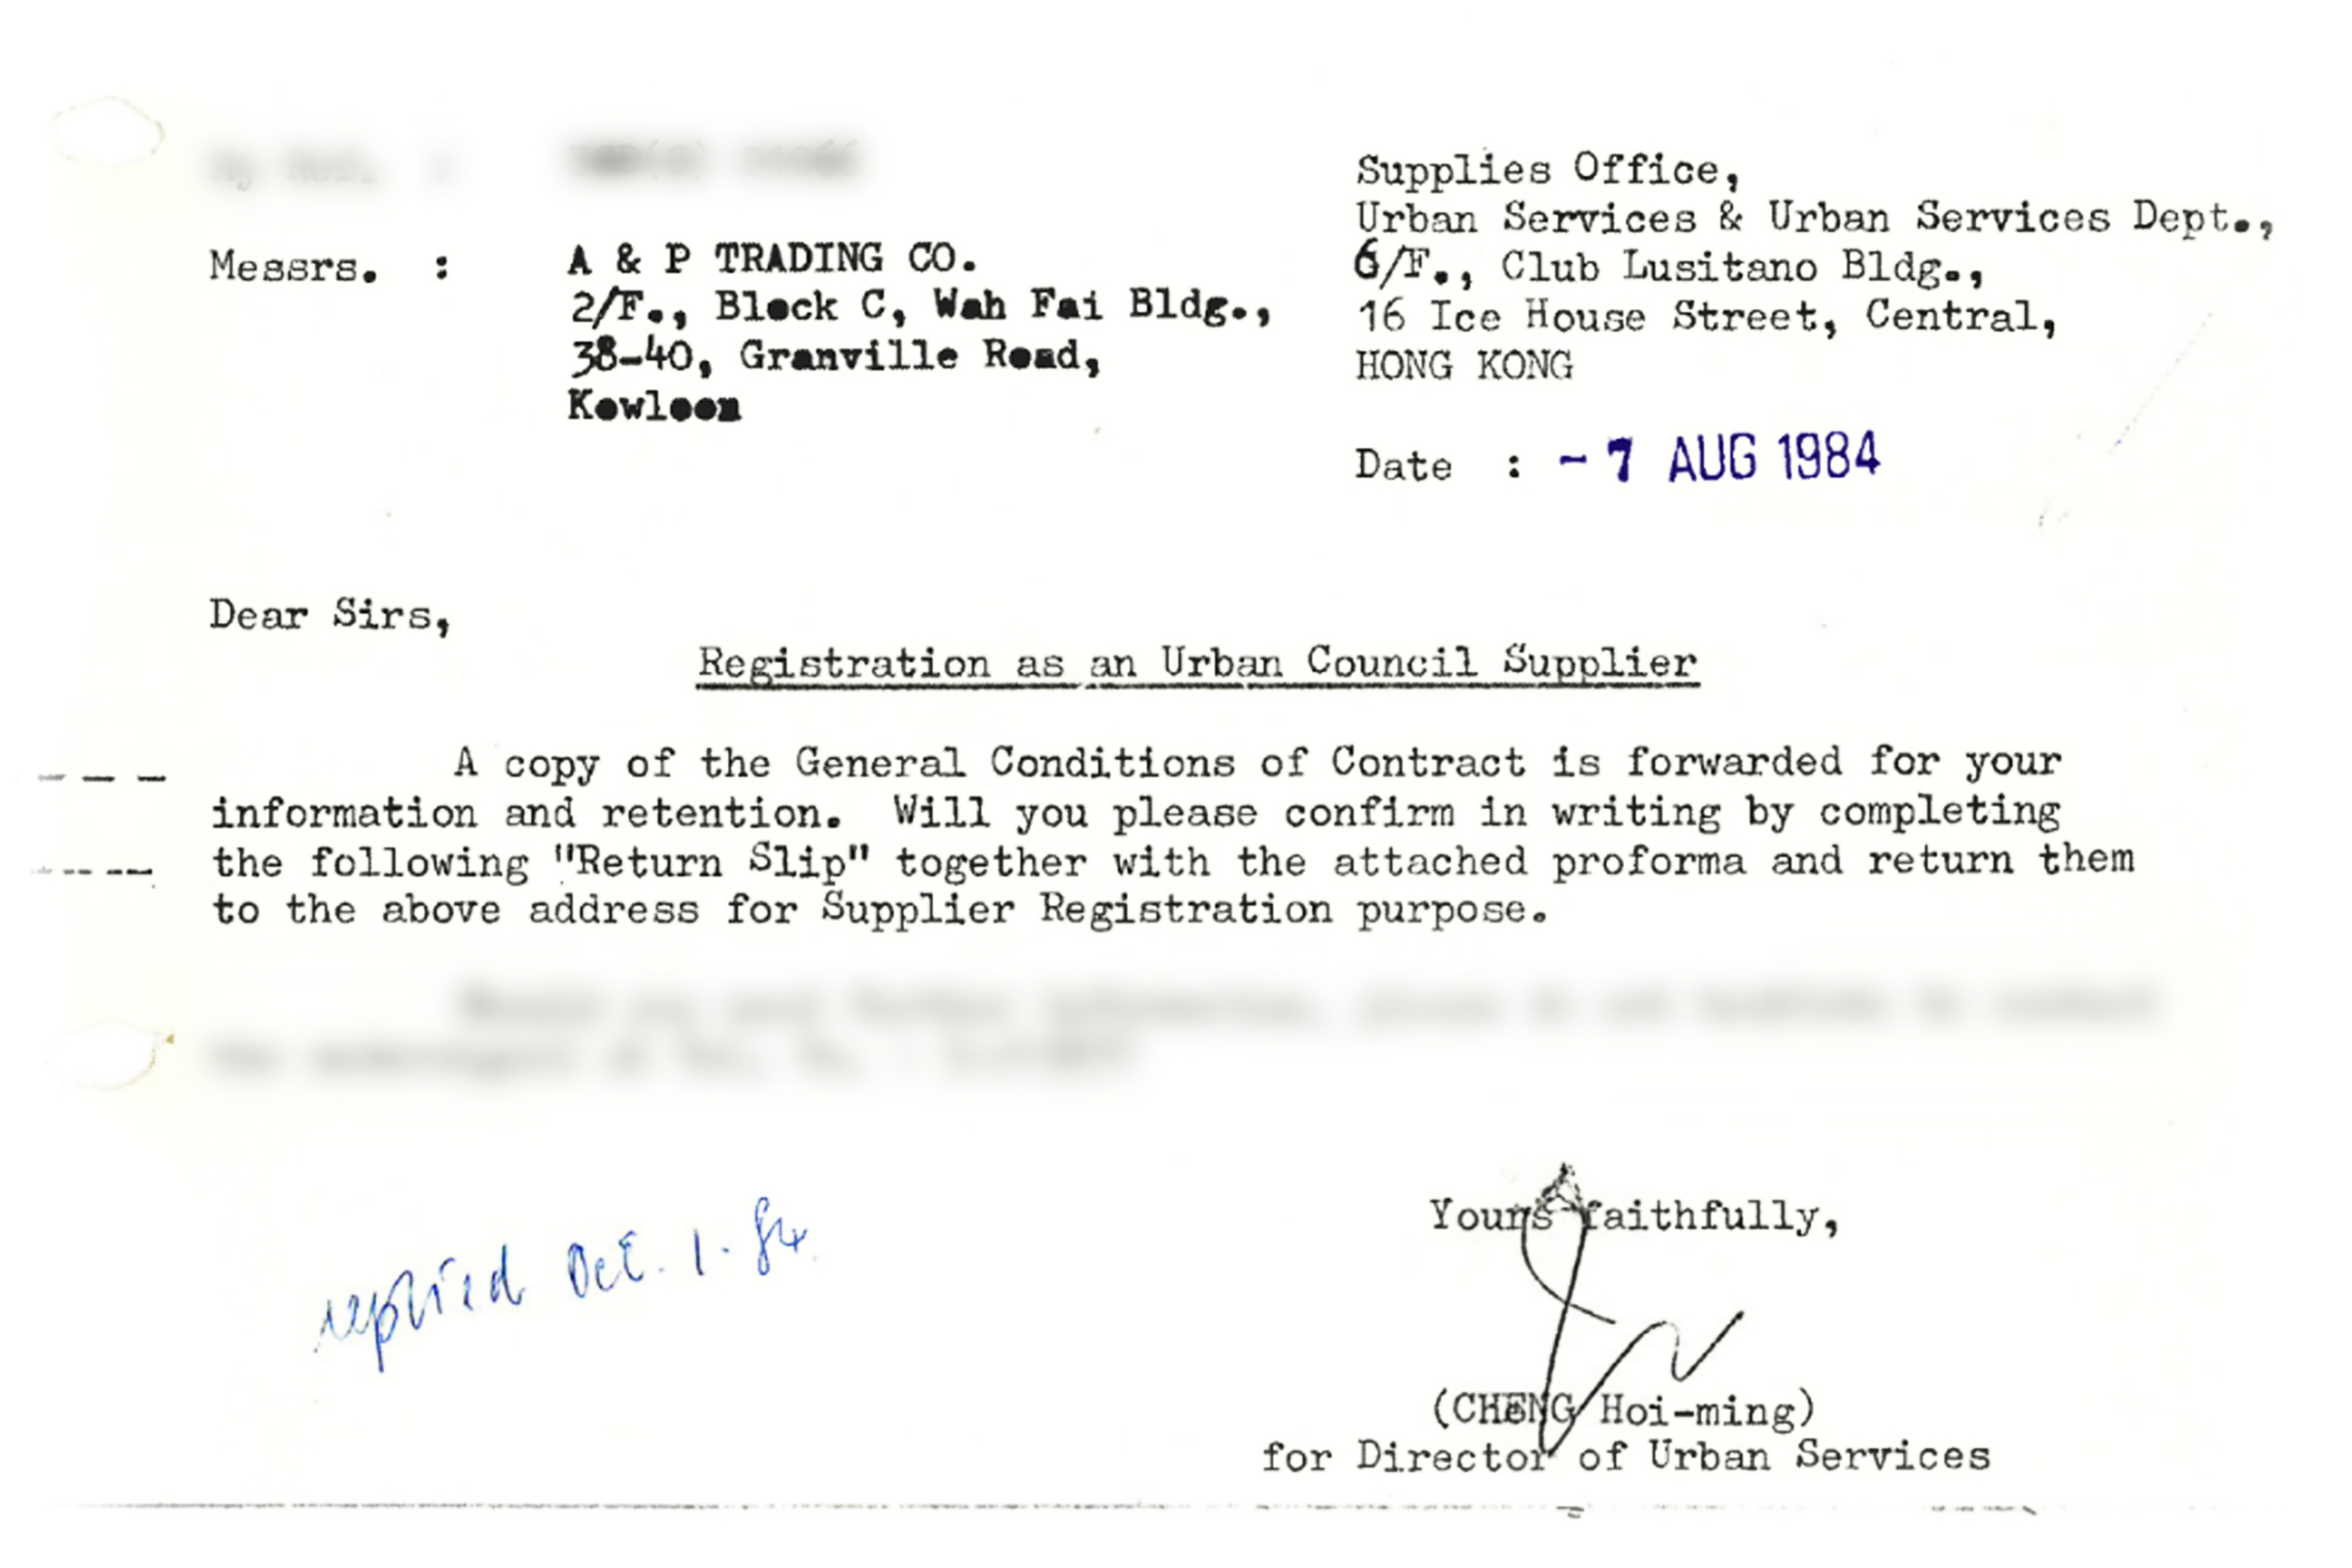 Supplies Office,
Urban Services & Urban Services Dept.,
6/F., Club Lusitano Bldg.,
16 Ice House Street, Central,
HONG KONG
Messrs. : A & P TRADING CO.
2/F., Block C, Wah Fai Bldg.,
38-40, Granville Road,
Kowloon
Date : - 7 AUG 1984
Dear Sirs,
Registration as an Urban Council Supplier
A copy of the General Conditions of Contract is forwarded for your
information and retention. Will you please confirm in writing by completing
the following "Return Slip" together with the attached proforma and return them
to the above address for Supplier Registration purpose.
Yours faithfully,
replied Oct. 1. 84
(CHENG Hoi-ming)
for Director of Urban Services